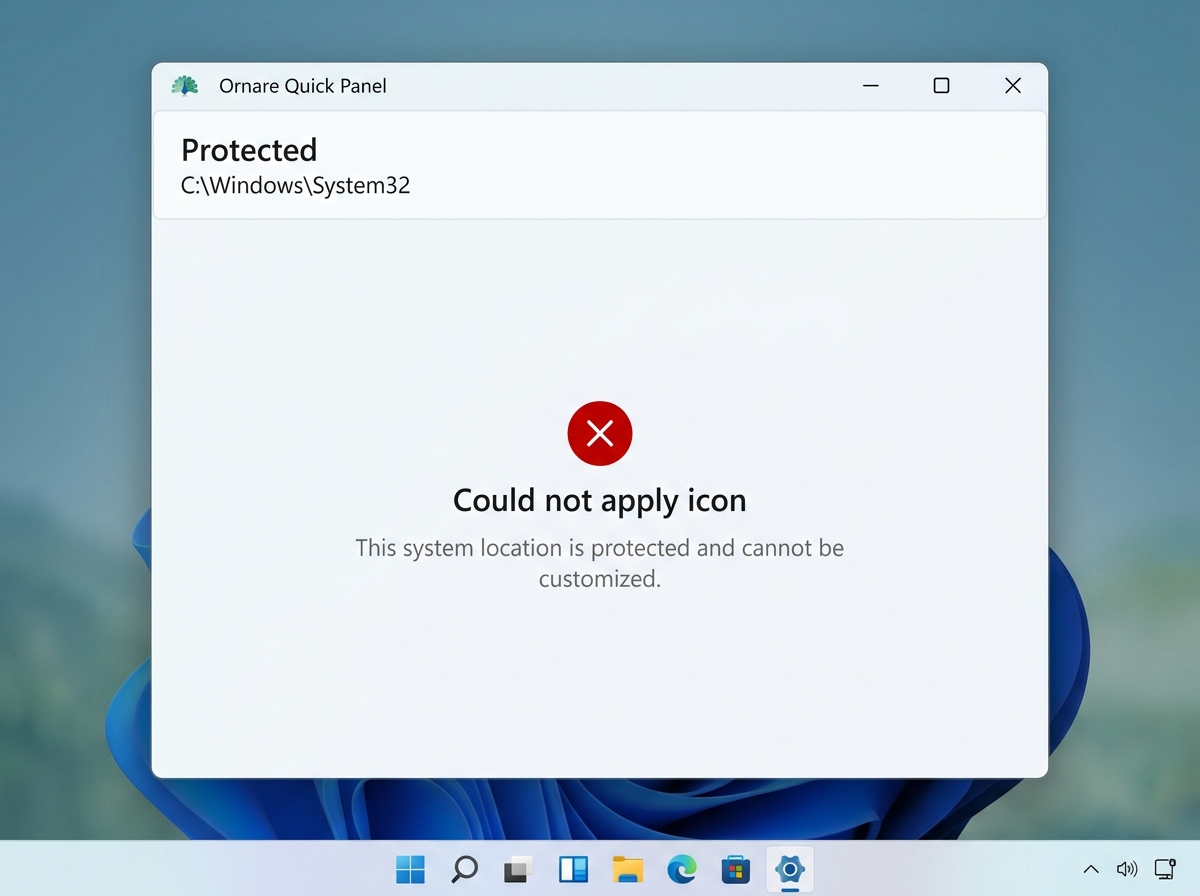 Ornare Quick Panel
Protected
C:\Windows\System32
Could not apply icon
This system location is protected and cannot be
customized.